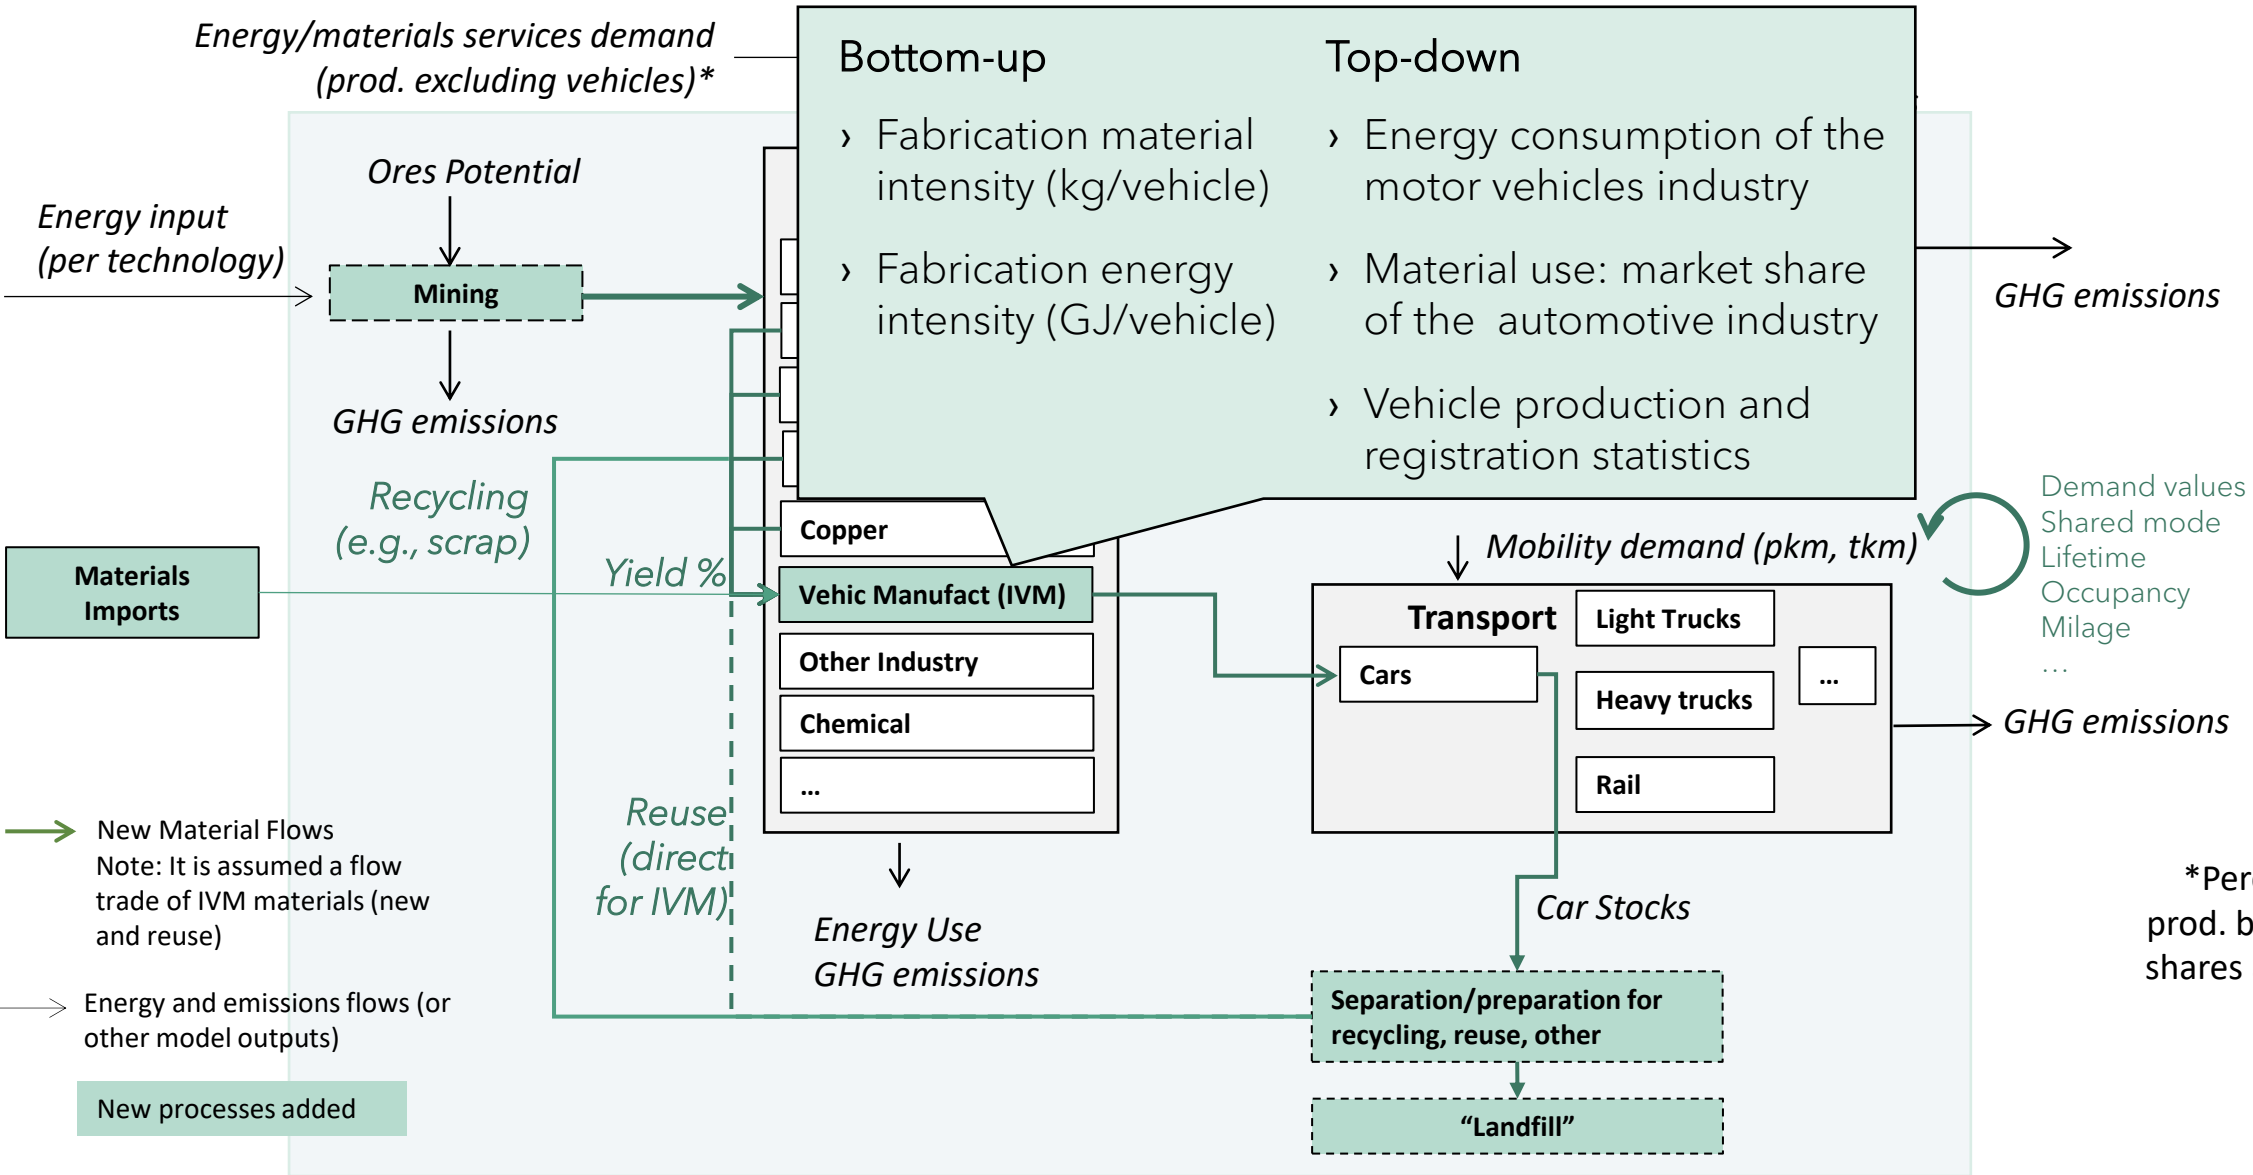 Energy/materials services demand
(prod. excluding vehicles)*
Bottom-up
› Fabrication material
intensity (kg/vehicle)
› Fabrication energy
intensity (GJ/vehicle)
Top-down
› Energy consumption of the
motor vehicles industry
› Material use: market share
of the automotive industry
› Vehicle production and
registration statistics
Ores Potential
Energy input
(per technology)
Mining
GHG emissions
GHG emissions
Recycling
(e.g., scrap)
Yield %
Materials
Imports
Copper
Vehic Manufact (IVM)
Other Industry
Chemical
...
Mobility demand (pkm, tkm)
Transport
Cars
Light Trucks
Heavy trucks
Rail
...
Demand values
Shared mode
Lifetime
Occupancy
Milage
...
GHG emissions
Reuse
(direct
for IVM)
Energy Use
GHG emissions
Car Stocks
Separation/preparation for
recycling, reuse, other
“Landfill”
New Material Flows
Note: It is assumed a flow
trade of IVM materials (new
and reuse)
Energy and emissions flows (or
other model outputs)
New processes added
prod.
shares